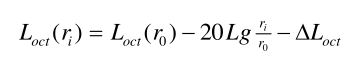 L_oct(r_i) = L_oct(r_0) − 20Lg r_i/r_0 − ΔL_oct